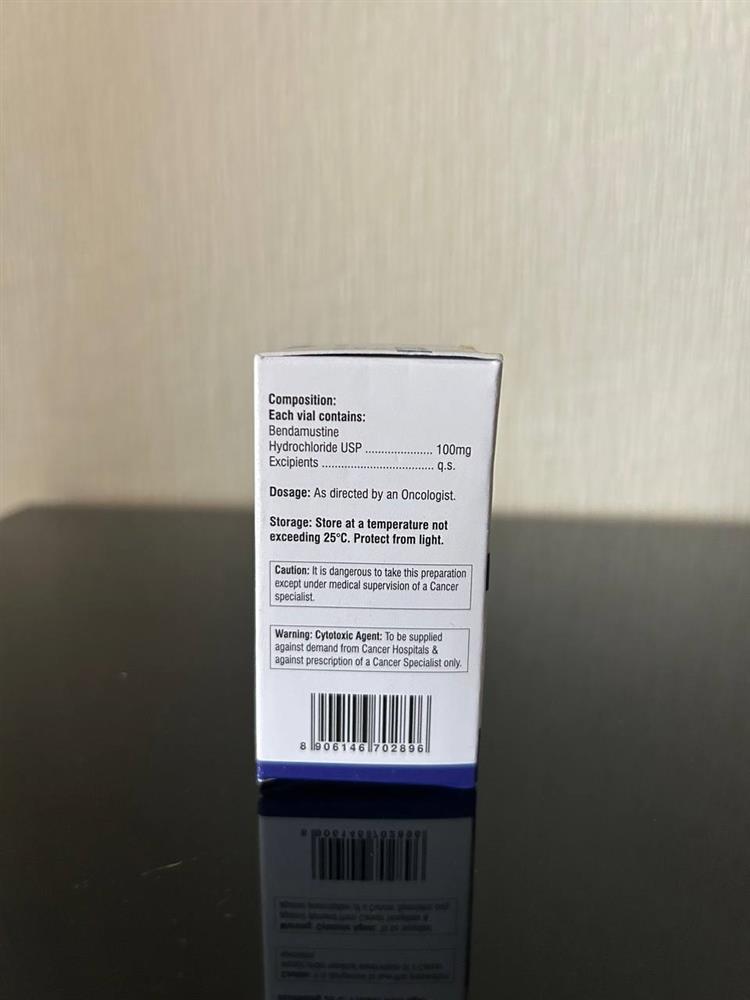 Composition:
Each vial contains:
Bendamustine
Hydrochloride USP ..................... 100mg
Excipients ................................... q.s.
Dosage: As directed by an Oncologist.
Storage: Store at a temperature not
exceeding 25°C. Protect from light.
Caution: It is dangerous to take this preparation
except under medical supervision of a Cancer
specialist.
Warning: Cytotoxic Agent: To be supplied
against demand from Cancer Hospitals &
against prescription of a Cancer Specialist only.
8 906146 702896